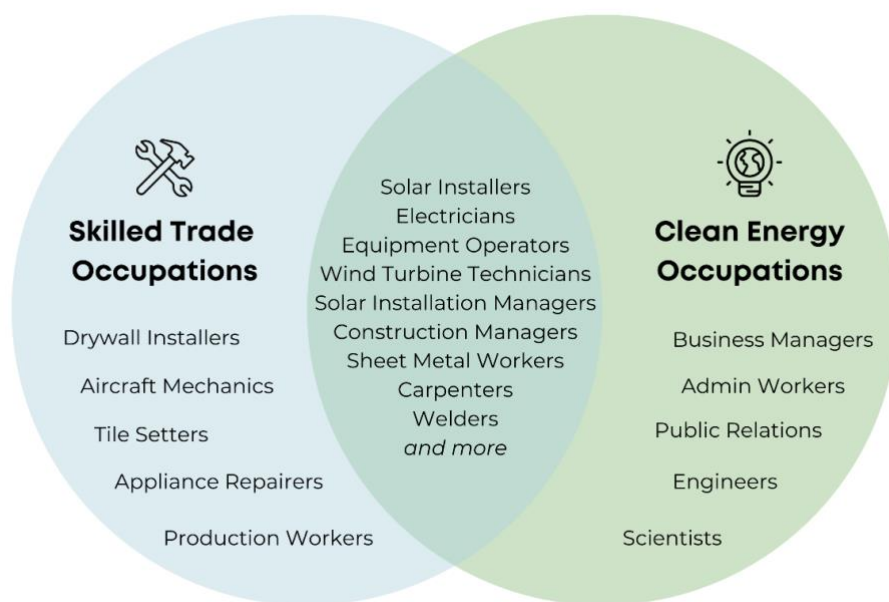 Skilled Trade
Occupations
Drywall Installers
Aircraft Mechanics
Tile Setters
Appliance Repairers
Production Workers
Solar Installers
Electricians
Equipment Operators
Wind Turbine Technicians
Solar Installation Managers
Construction Managers
Sheet Metal Workers
Carpenters
Welders
and more
Clean Energy
Occupations
Business Managers
Admin Workers
Public Relations
Engineers
Scientists